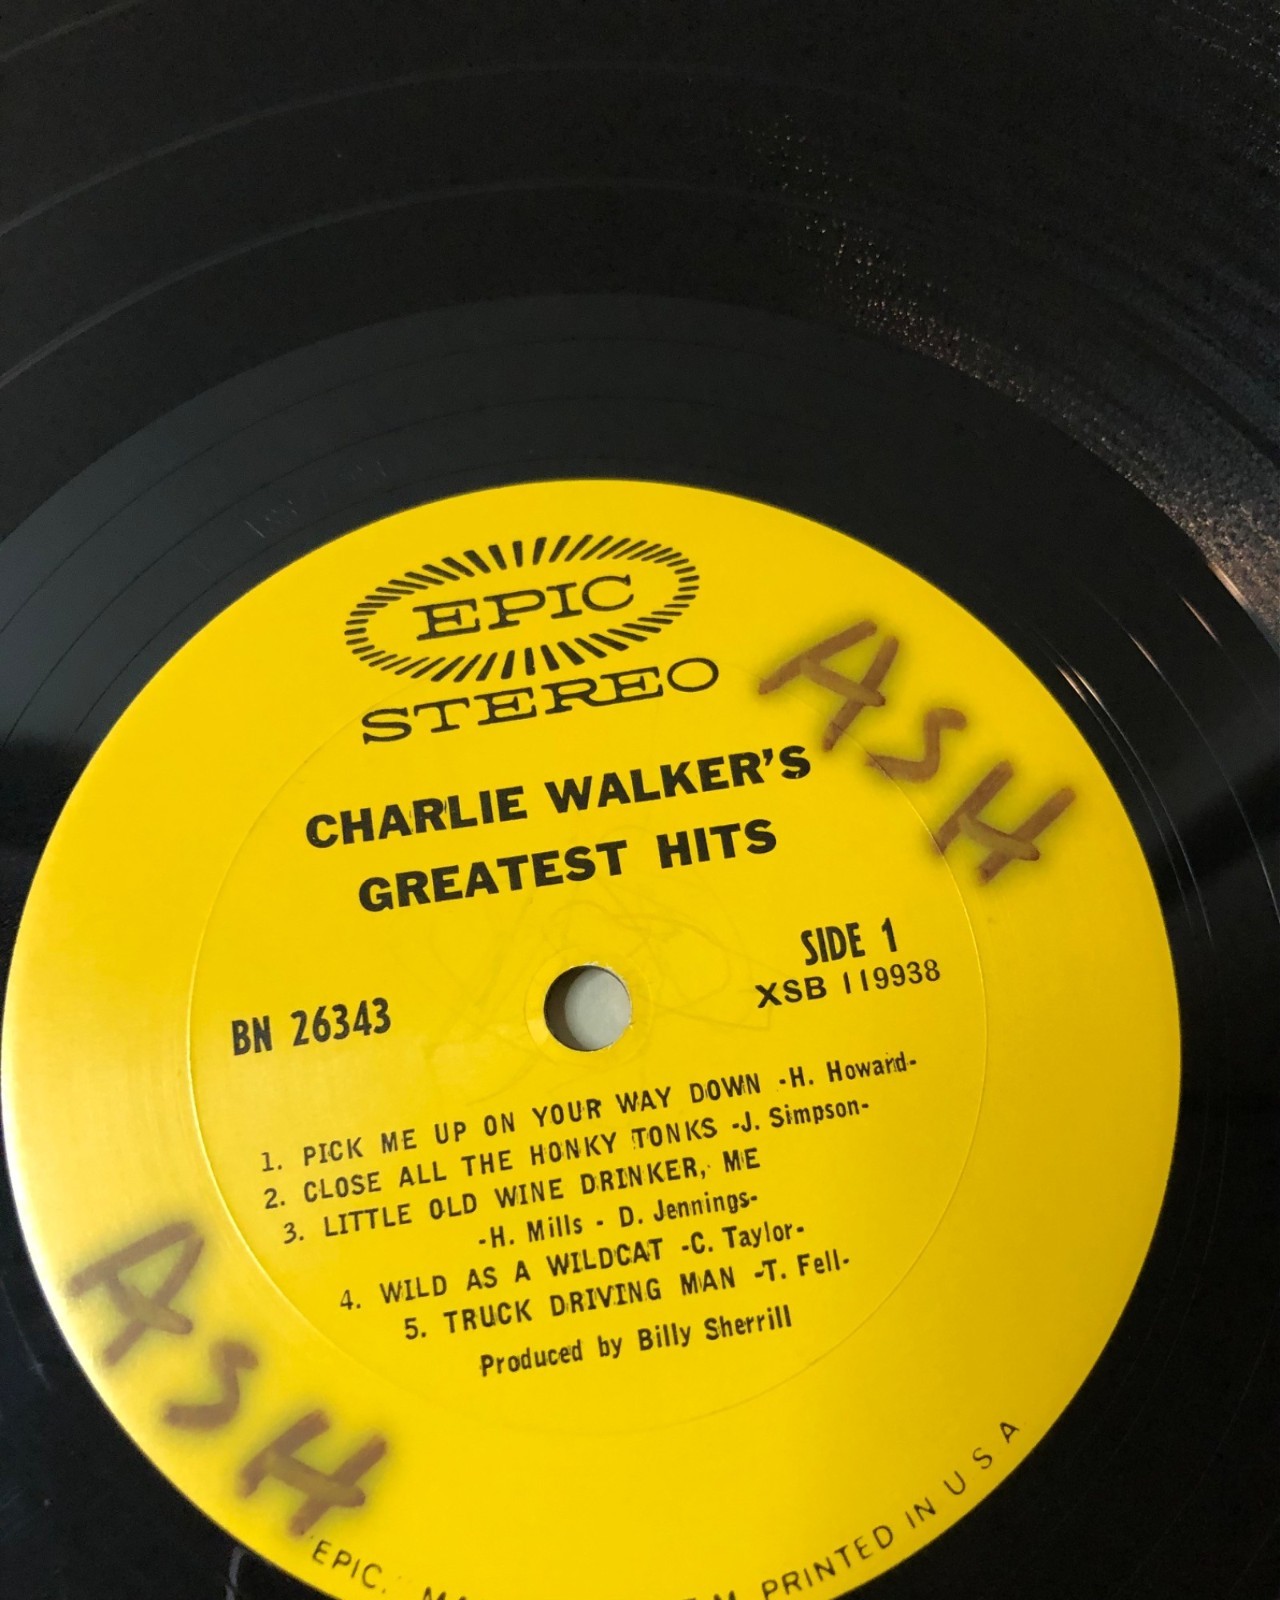 EPIC
STEREO
ASH
CHARLIE WALKER'S
GREATEST HITS
SIDE 1
XSB 119938
BN 26343
1. PICK ME UP ON YOUR WAY DOWN -H. Howard-
2. CLOSE ALL THE HONKY TONKS -J. Simpson-
3. LITTLE OLD WINE DRINKER, ME
-H. Mills - D. Jennings-
4. WILD AS A WILDCAT -C. Taylor-
5. TRUCK DRIVING MAN -T. Fell-
Produced by Billy Sherrill
ASH
"EPIC." PRINTED IN U S A